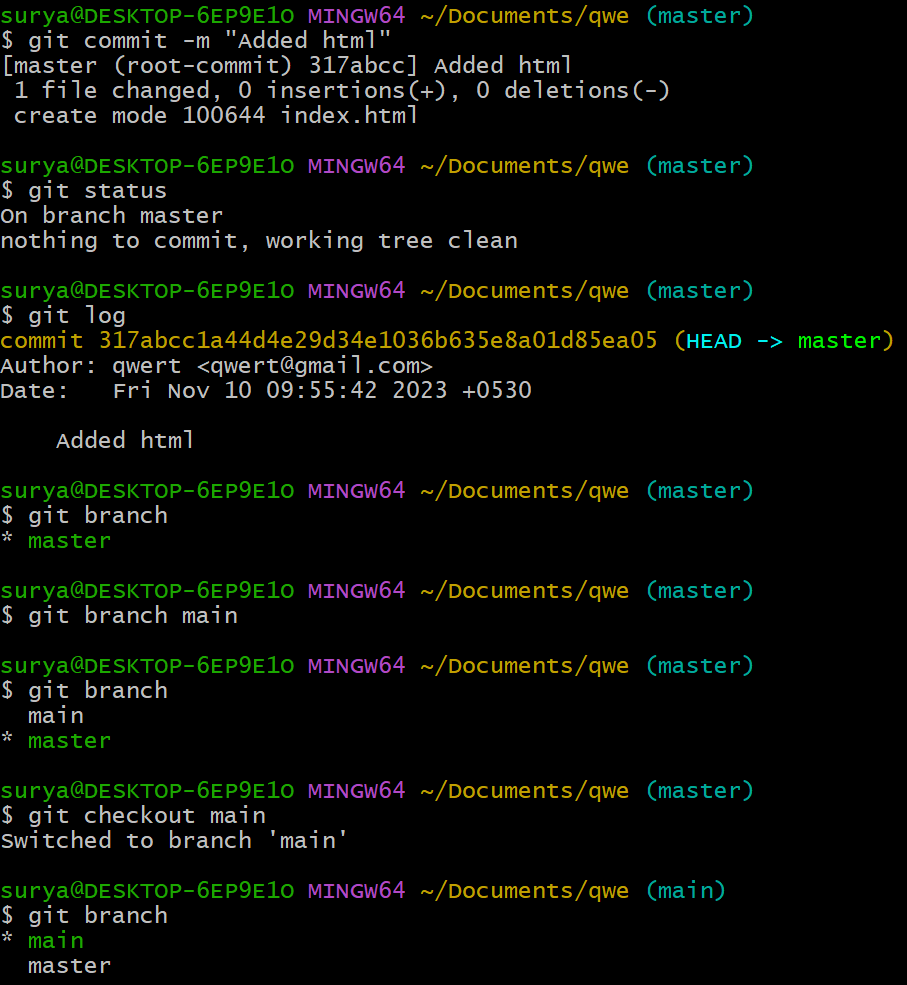 surya@DESKTOP-6EP9E1O MINGW64 ~/Documents/qwe (master)
$ git commit -m "Added html"
[master (root-commit) 317abcc] Added html
 1 file changed, 0 insertions(+), 0 deletions(-)
 create mode 100644 index.html

surya@DESKTOP-6EP9E1O MINGW64 ~/Documents/qwe (master)
$ git status
On branch master
nothing to commit, working tree clean

surya@DESKTOP-6EP9E1O MINGW64 ~/Documents/qwe (master)
$ git log
commit 317abcc1a44d4e29d34e1036b635e8a01d85ea05 (HEAD -> master)
Author: qwert <qwert@gmail.com>
Date:   Fri Nov 10 09:55:42 2023 +0530

    Added html

surya@DESKTOP-6EP9E1O MINGW64 ~/Documents/qwe (master)
$ git branch
* master

surya@DESKTOP-6EP9E1O MINGW64 ~/Documents/qwe (master)
$ git branch main

surya@DESKTOP-6EP9E1O MINGW64 ~/Documents/qwe (master)
$ git branch
  main
* master

surya@DESKTOP-6EP9E1O MINGW64 ~/Documents/qwe (master)
$ git checkout main
Switched to branch 'main'

surya@DESKTOP-6EP9E1O MINGW64 ~/Documents/qwe (main)
$ git branch
* main
  master